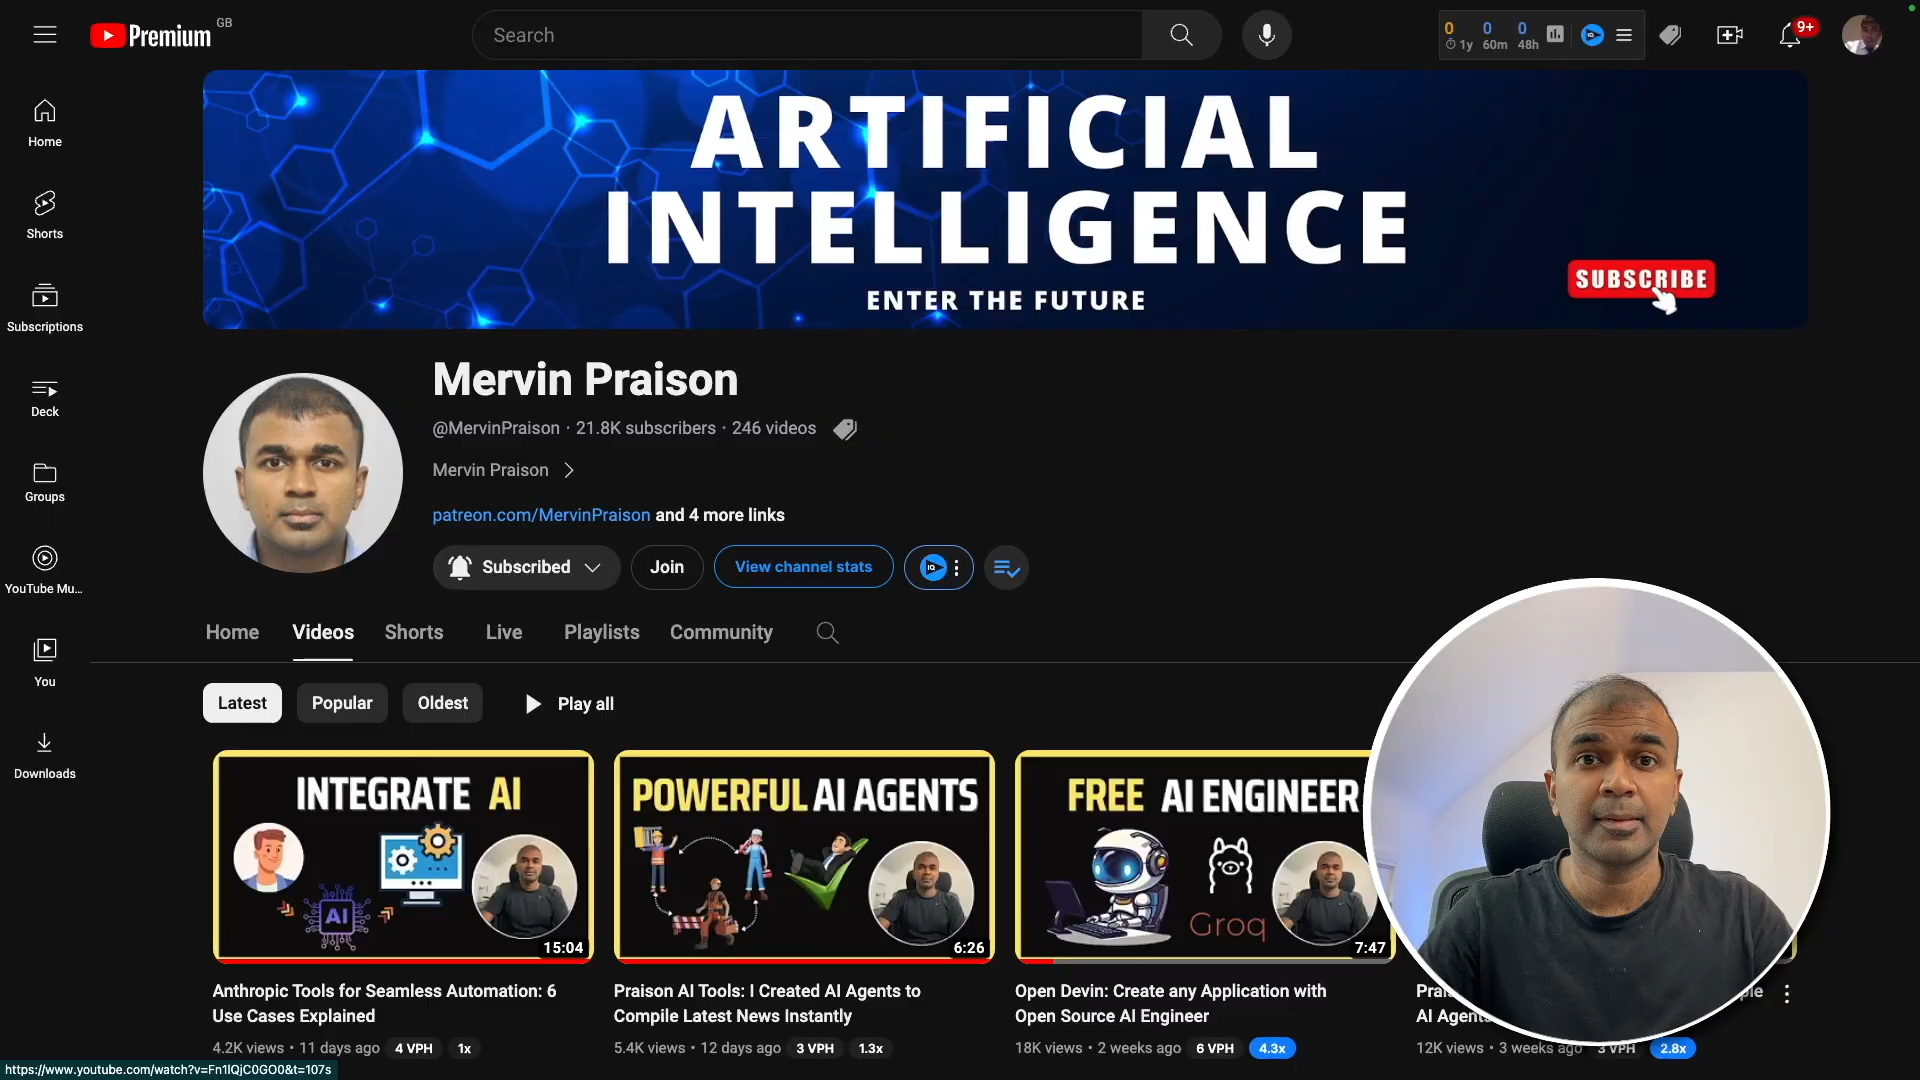 Premium GB
Search
0 0 0
1y 60m 48h
9+
Home
Shorts
Subscriptions
Deck
Groups
YouTube Mu...
You
Downloads
ARTIFICIAL
INTELLIGENCE
ENTER THE FUTURE
SUBSCRIBE
Mervin Praison
@MervinPraison · 21.8K subscribers · 246 videos
Mervin Praison
patreon.com/MervinPraison and 4 more links
Subscribed Join View channel stats IQ
Home Videos Shorts Live Playlists Community
Latest Popular Oldest Play all
INTEGRATE AI
AI
15:04
POWERFUL AI AGENTS
6:26
FREE AI ENGINEER
Groq
7:47
Anthropic Tools for Seamless Automation: 6
Use Cases Explained
4.2K views • 11 days ago 4 VPH 1x
Praison AI Tools: I Created AI Agents to
Compile Latest News Instantly
5.4K views • 12 days ago 3 VPH 1.3x
Open Devin: Create any Application with
Open Source AI Engineer
18K views • 2 weeks ago 6 VPH 4.3x
AI Agents
12K views • 3 weeks ago 3 VPH 2.8x
https://www.youtube.com/watch?v=Fn1lQjC0GO0&t=107s